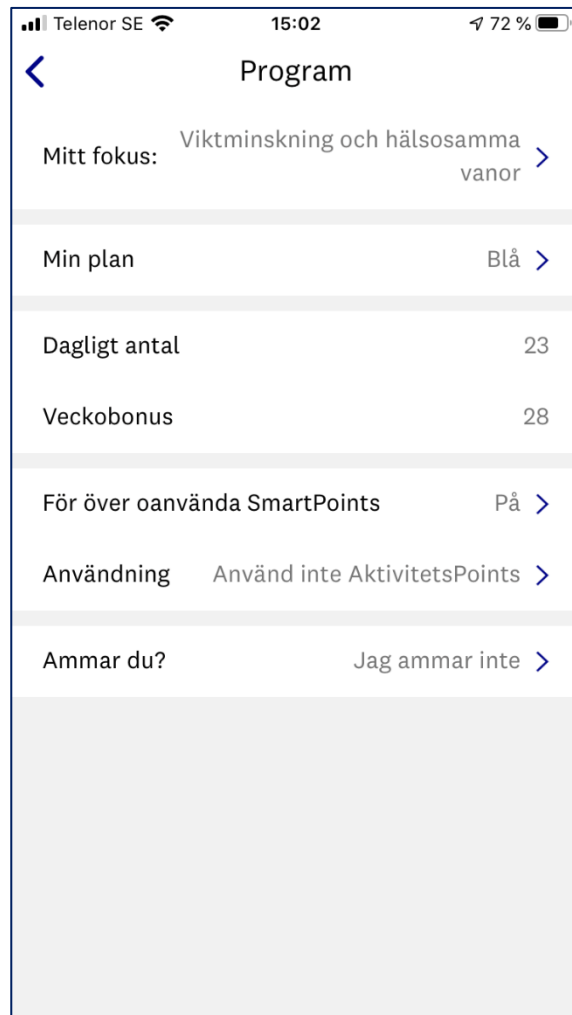 Telenor SE 15:02 72 %
Program
Mitt fokus: Viktminskning och hälsosamma
vanor
Min plan Blå
Dagligt antal 23
Veckobonus 28
För över oanvända SmartPoints På
Användning Använd inte AktivitetsPoints
Ammar du? Jag ammar inte